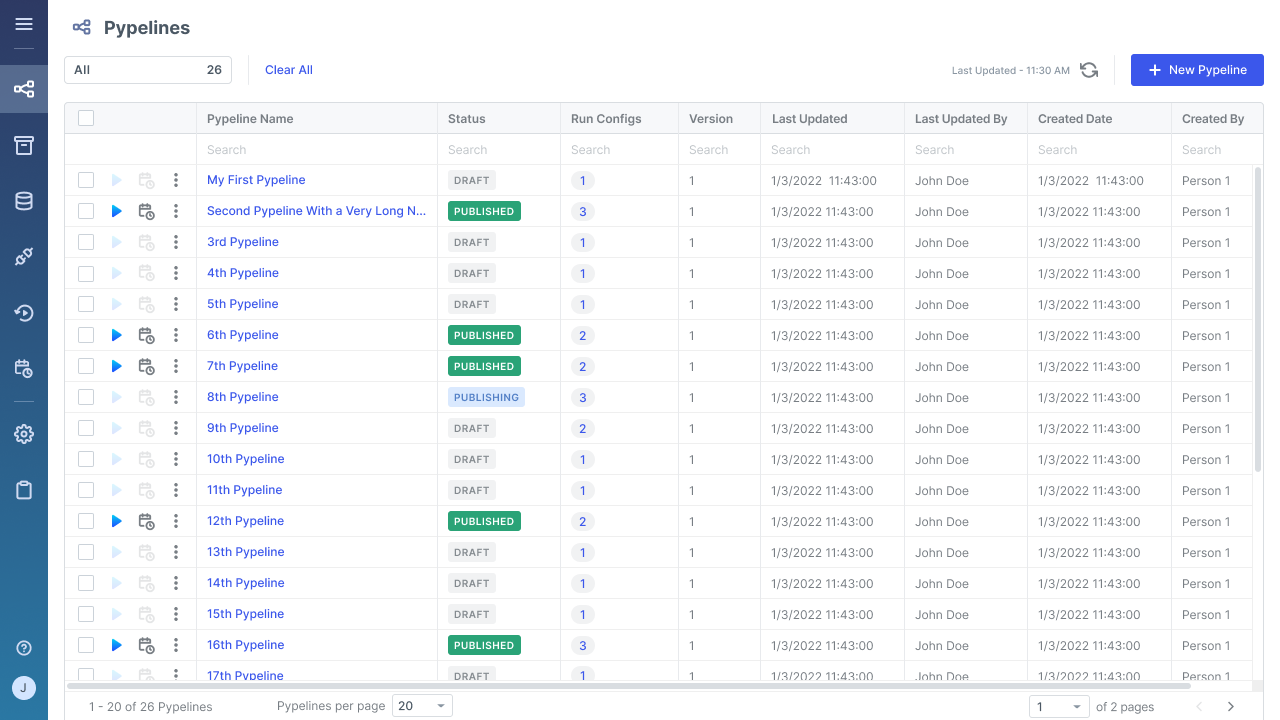 Pypelines
All 26 Clear All Last Updated - 11:30 AM New Pypeline
Pypeline Name Status Run Configs Version Last Updated Last Updated By Created Date Created By
Search Search Search Search Search Search Search Search
My First Pypeline DRAFT 1 1 1/3/2022 11:43:00 John Doe 1/3/2022 11:43:00 Person 1
Second Pypeline With a Very Long N... PUBLISHED 3 1 1/3/2022 11:43:00 John Doe 1/3/2022 11:43:00 Person 1
3rd Pypeline DRAFT 1 1 1/3/2022 11:43:00 John Doe 1/3/2022 11:43:00 Person 1
4th Pypeline DRAFT 1 1 1/3/2022 11:43:00 John Doe 1/3/2022 11:43:00 Person 1
5th Pypeline DRAFT 1 1 1/3/2022 11:43:00 John Doe 1/3/2022 11:43:00 Person 1
6th Pypeline PUBLISHED 2 1 1/3/2022 11:43:00 John Doe 1/3/2022 11:43:00 Person 1
7th Pypeline PUBLISHED 2 1 1/3/2022 11:43:00 John Doe 1/3/2022 11:43:00 Person 1
8th Pypeline PUBLISHING 3 1 1/3/2022 11:43:00 John Doe 1/3/2022 11:43:00 Person 1
9th Pypeline DRAFT 2 1 1/3/2022 11:43:00 John Doe 1/3/2022 11:43:00 Person 1
10th Pypeline DRAFT 1 1 1/3/2022 11:43:00 John Doe 1/3/2022 11:43:00 Person 1
11th Pypeline DRAFT 1 1 1/3/2022 11:43:00 John Doe 1/3/2022 11:43:00 Person 1
12th Pypeline PUBLISHED 2 1 1/3/2022 11:43:00 John Doe 1/3/2022 11:43:00 Person 1
13th Pypeline DRAFT 1 1 1/3/2022 11:43:00 John Doe 1/3/2022 11:43:00 Person 1
14th Pypeline DRAFT 1 1 1/3/2022 11:43:00 John Doe 1/3/2022 11:43:00 Person 1
15th Pypeline DRAFT 1 1 1/3/2022 11:43:00 John Doe 1/3/2022 11:43:00 Person 1
16th Pypeline PUBLISHED 3 1 1/3/2022 11:43:00 John Doe 1/3/2022 11:43:00 Person 1
17th Pypeline DRAFT 1 1 1/3/2022 11:43:00 John Doe 1/3/2022 11:43:00 Person 1
J
1 - 20 of 26 Pypelines Pypelines per page 20 1 of 2 pages